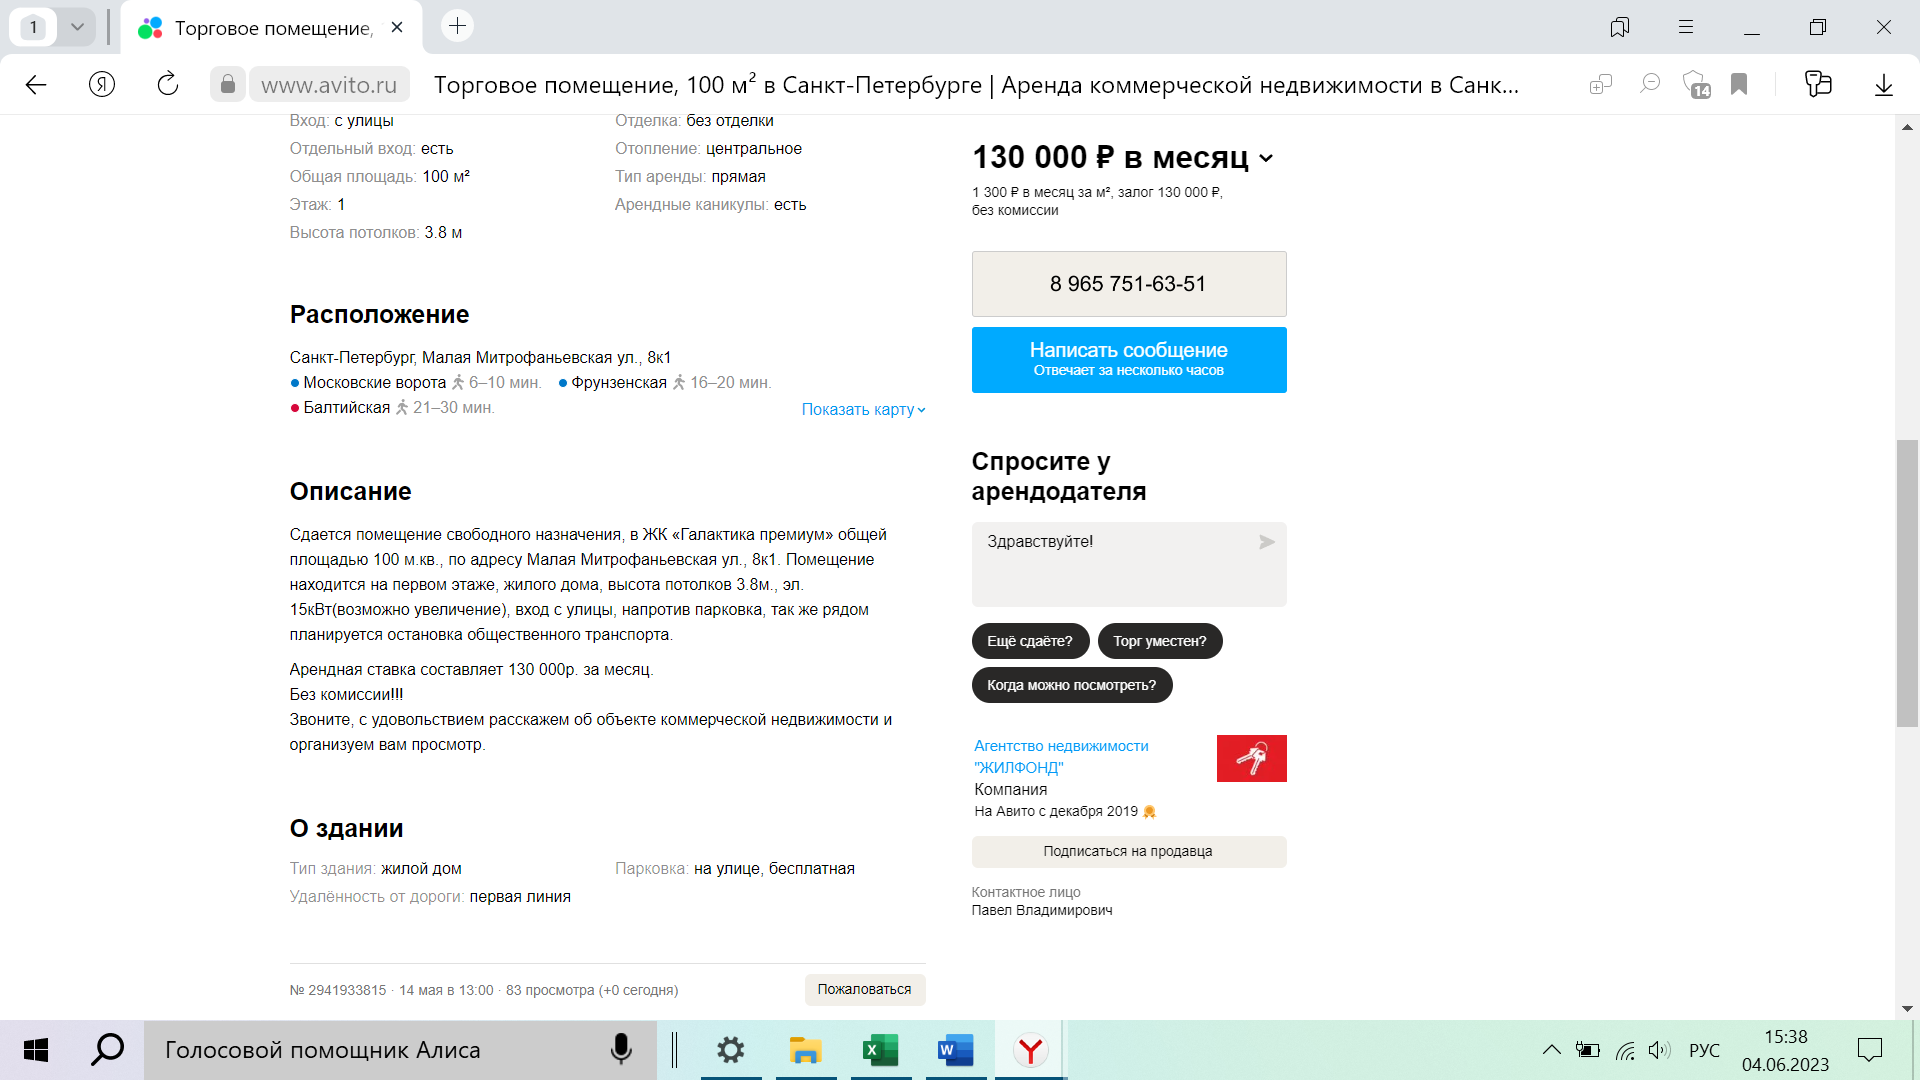 1
Торговое помещение,
www.avito.ru
Торговое помещение, 100 м² в Санкт-Петербурге | Аренда коммерческой недвижимости в Санк...
14
Вход: с улицы
Отделка: без отделки
Отдельный вход: есть
Отопление: центральное
Общая площадь: 100 м²
Тип аренды: прямая
Этаж: 1
Арендные каникулы: есть
Высота потолков: 3.8 м
Расположение
Санкт-Петербург, Малая Митрофаньевская ул., 8к1
Московские ворота 6–10 мин. Фрунзенская 16–20 мин.
Балтийская 21–30 мин.
Показать карту
Описание
Сдается помещение свободного назначения, в ЖК «Галактика премиум» общей
площадью 100 м.кв., по адресу Малая Митрофаньевская ул., 8к1. Помещение
находится на первом этаже, жилого дома, высота потолков 3.8м., эл.
15кВт(возможно увеличение), вход с улицы, напротив парковка, так же рядом
планируется остановка общественного транспорта.
Арендная ставка составляет 130 000р. за месяц.
Без комиссии!!!
Звоните, с удовольствием расскажем об объекте коммерческой недвижимости и
организуем вам просмотр.
О здании
Тип здания: жилой дом
Парковка: на улице, бесплатная
Удалённость от дороги: первая линия
№ 2941933815 · 14 мая в 13:00 · 83 просмотра (+0 сегодня)
Пожаловаться
130 000 ₽ в месяц
1 300 ₽ в месяц за м², залог 130 000 ₽,
без комиссии
8 965 751-63-51
Написать сообщение
Отвечает за несколько часов
Спросите у
арендодателя
Здравствуйте!
Ещё сдаёте?
Торг уместен?
Когда можно посмотреть?
Агентство недвижимости
"ЖИЛФОНД"
Компания
На Авито с декабря 2019
Подписаться на продавца
Контактное лицо
Павел Владимирович
Голосовой помощник Алиса
РУС
15:38
04.06.2023